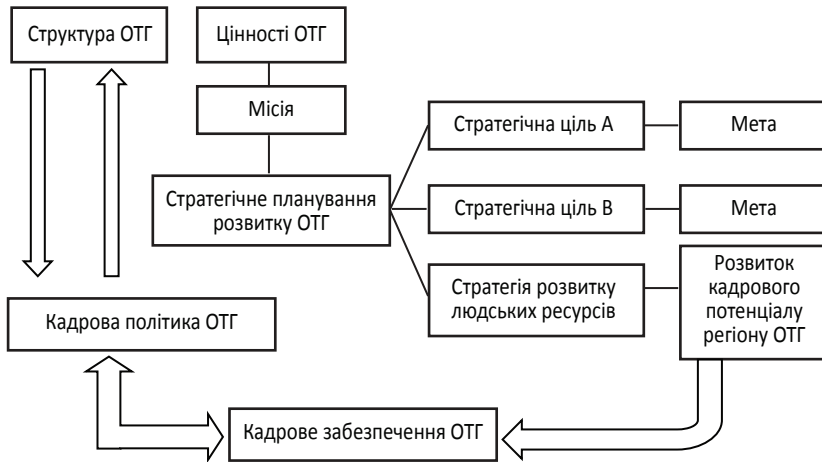 Структура ОТГ
Цінності ОТГ
Місія
Стратегічна ціль А
Мета
Стратегічне планування
розвитку ОТГ
Стратегічна ціль В
Мета
Стратегія розвитку
людських ресурсів
Розвиток
кадрового
потенціалу
регіону ОТГ
Кадрова політика ОТГ
Кадрове забезпечення ОТГ